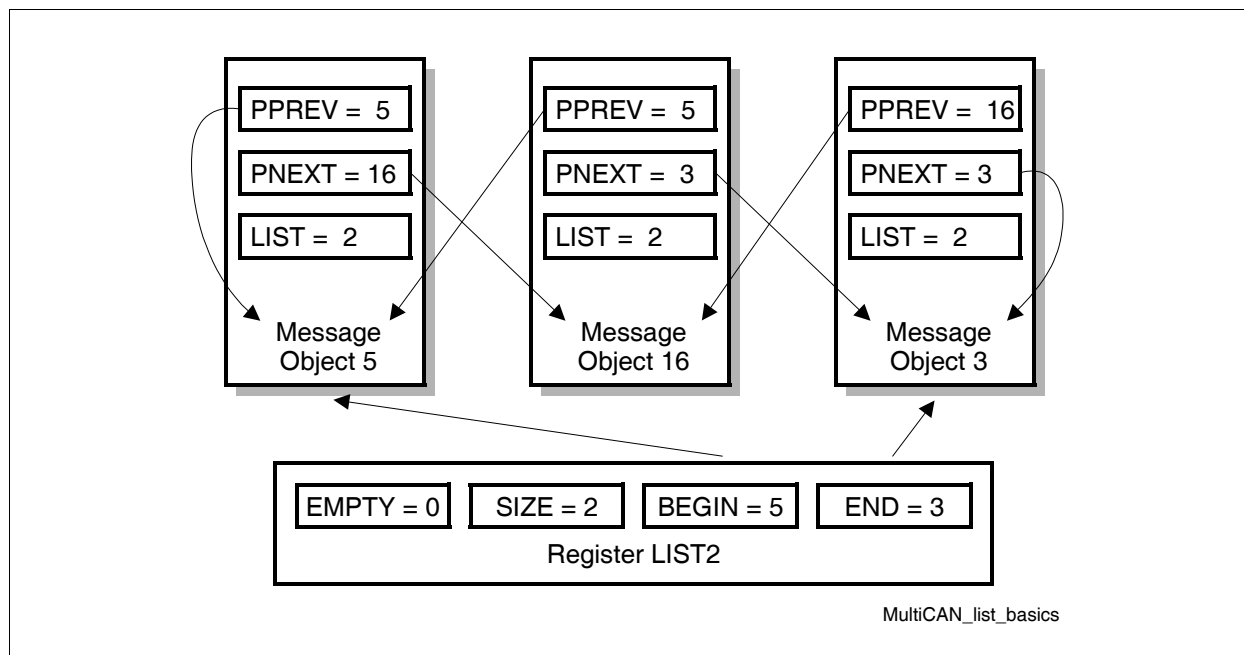 PPREV = 5
PNEXT = 16
LIST = 2
Message
Object 5
PPREV = 5
PNEXT = 3
LIST = 2
Message
Object 16
PPREV = 16
PNEXT = 3
LIST = 2
Message
Object 3
EMPTY = 0
SIZE = 2
BEGIN = 5
END = 3
Register LIST2
MultiCAN_list_basics